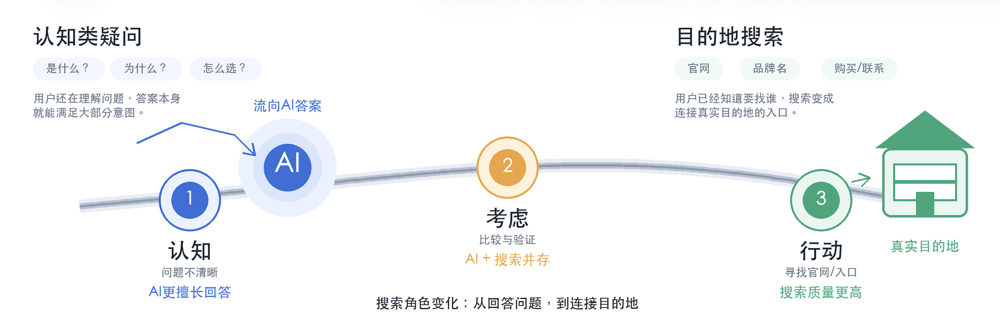 认知类疑问
是什么？
为什么？
怎么选？
用户还在理解问题，答案本身
就能满足大部分意图。
流向AI答案
AI
1
认知
问题不清晰
AI更擅长回答
2
考虑
比较与验证
AI + 搜索并存
目的地搜索
官网
品牌名
购买/联系
用户已经知道要找谁，搜索变成
连接真实目的地的入口。
3
行动
寻找官网/入口
搜索质量更高
真实目的地
搜索角色变化：从回答问题，到连接目的地